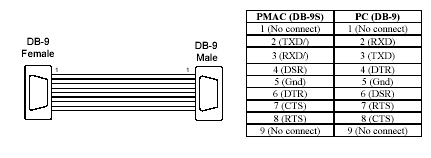 DB-9
Female
DB-9
Male
1
1
PMAC (DB-9S) PC (DB-9)
1 (No connect) 1 (No connect)
2 (TXD/) 2 (RXD)
3 (RXD/) 3 (TXD)
4 (DSR) 4 (DTR)
5 (Gnd) 5 (Gnd)
6 (DTR) 6 (DSR)
7 (CTS) 7 (RTS)
8 (RTS) 8 (CTS)
9 (No connect) 9 (No connect)